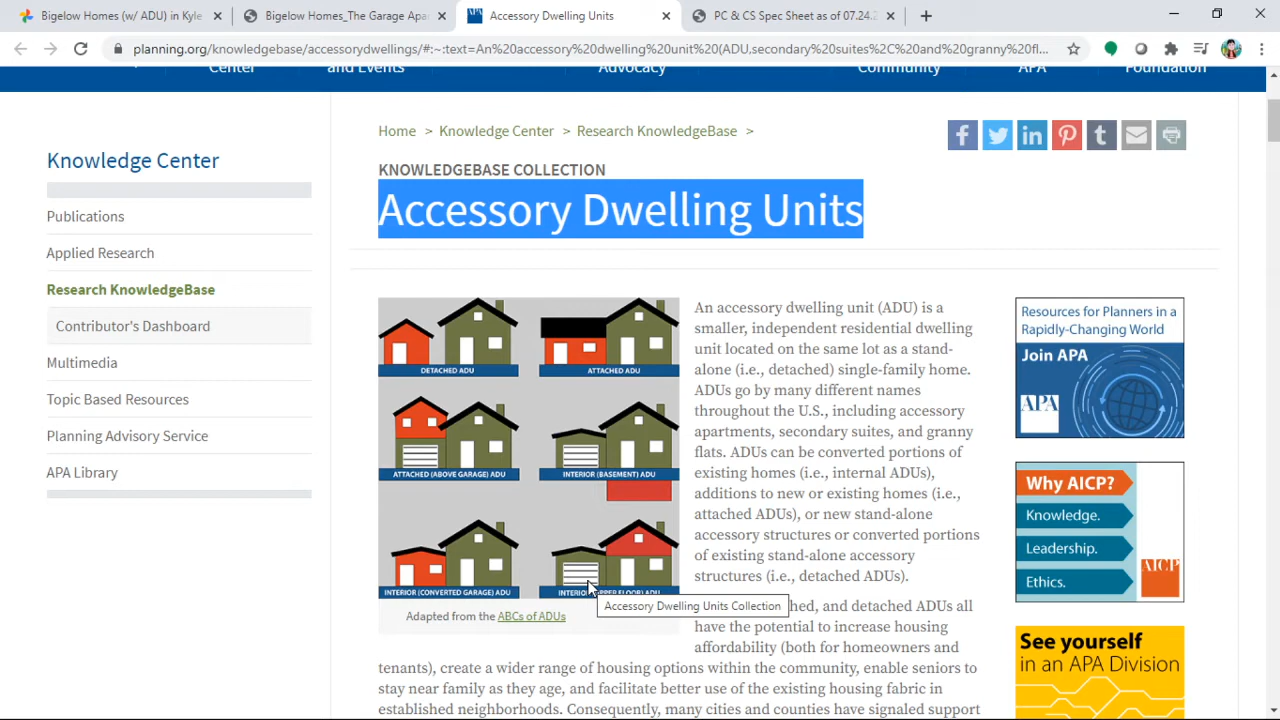 Bigelow Homes (w/ ADU) in Kyle
Bigelow Homes_The Garage Apar
Accessory Dwelling Units
PC & CS Spec Sheet as of 07.24.2
planning.org/knowledgebase/accessorydwellings/#:~:text=An%20accessory%20dwelling%20unit%20(ADU,secondary%20suites%2C%20and%20granny%20fl...
Center
and Events
Advocacy
Community
APA
Foundation
Knowledge Center
Publications
Applied Research
Research KnowledgeBase
Contributor's Dashboard
Multimedia
Topic Based Resources
Planning Advisory Service
APA Library
Home > Knowledge Center > Research KnowledgeBase >
KNOWLEDGEBASE COLLECTION
Accessory Dwelling Units
DETACHED ADU
ATTACHED ADU
ATTACHED (ABOVE GARAGE) ADU
INTERIOR (BASEMENT) ADU
INTERIOR (CONVERTED GARAGE) ADU
Adapted from the ABCs of ADUs
Accessory Dwelling Units Collection
An accessory dwelling unit (ADU) is a
smaller, independent residential dwelling
unit located on the same lot as a stand-
alone (i.e., detached) single-family home.
ADUs go by many different names
throughout the U.S., including accessory
apartments, secondary suites, and granny
flats. ADUs can be converted portions of
existing homes (i.e., internal ADUs),
additions to new or existing homes (i.e.,
attached ADUs), or new stand-alone
accessory structures or converted portions
of existing stand-alone accessory
structures (i.e., detached ADUs).
hed, and detached ADUs all
have the potential to increase housing
affordability (both for homeowners and
tenants), create a wider range of housing options within the community, enable seniors to
stay near family as they age, and facilitate better use of the existing housing fabric in
established neighborhoods. Consequently, many cities and counties have signaled support
Resources for Planners in a
Rapidly-Changing World
Join APA
APA
Why AICP?
Knowledge.
Leadership.
Ethics.
AICP
See yourself
in an APA Division